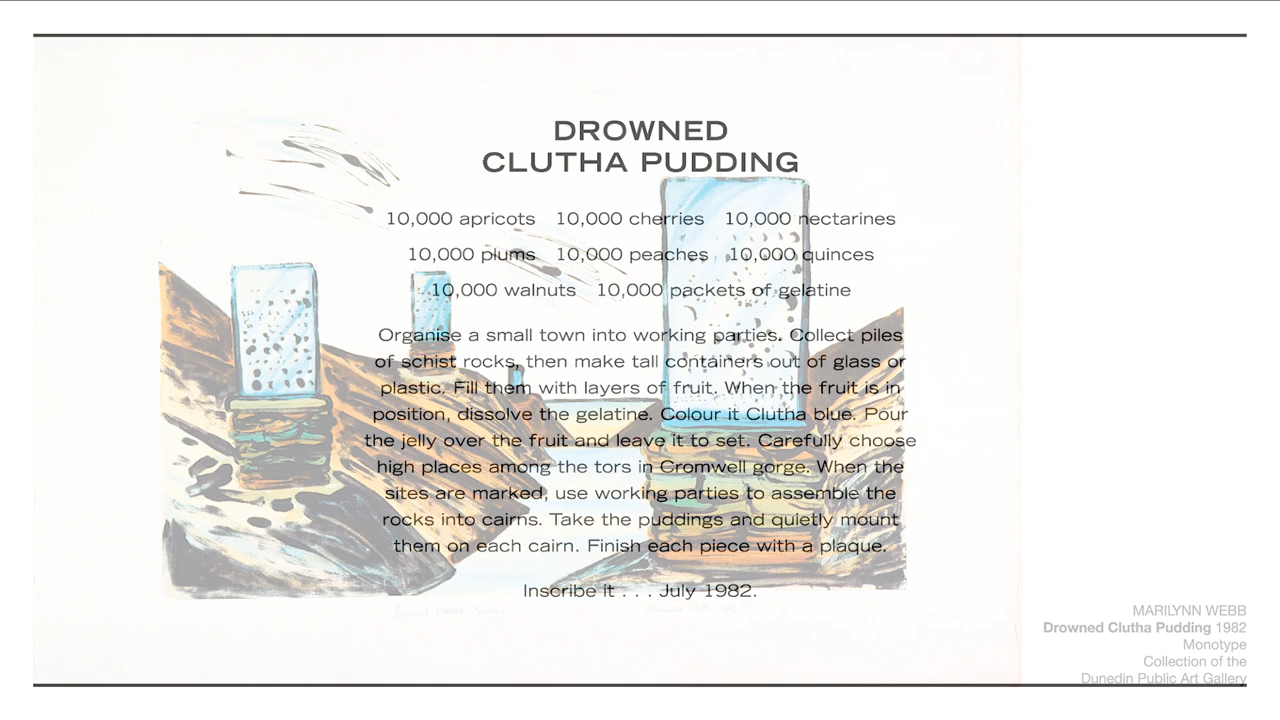 DROWNED
CLUTHA PUDDING
10,000 apricots 10,000 cherries 10,000 nectarines
10,000 plums 10,000 peaches 10,000 quinces
10,000 walnuts 10,000 packets of gelatine
Organise a small town into working parties. Collect piles
of schist rocks, then make tall containers out of glass or
plastic. Fill them with layers of fruit. When the fruit is in
position, dissolve the gelatine. Colour it Clutha blue. Pour
the jelly over the fruit and leave it to set. Carefully choose
high places among the tors in Cromwell gorge. When the
sites are marked, use working parties to assemble the
rocks into cairns. Take the puddings and quietly mount
them on each cairn. Finish each piece with a plaque.
Inscribe it . . . July 1982.
MARILYNN WEBB
Drowned Clutha Pudding 1982
Monotype
Collection of the
Dunedin Public Art Gallery